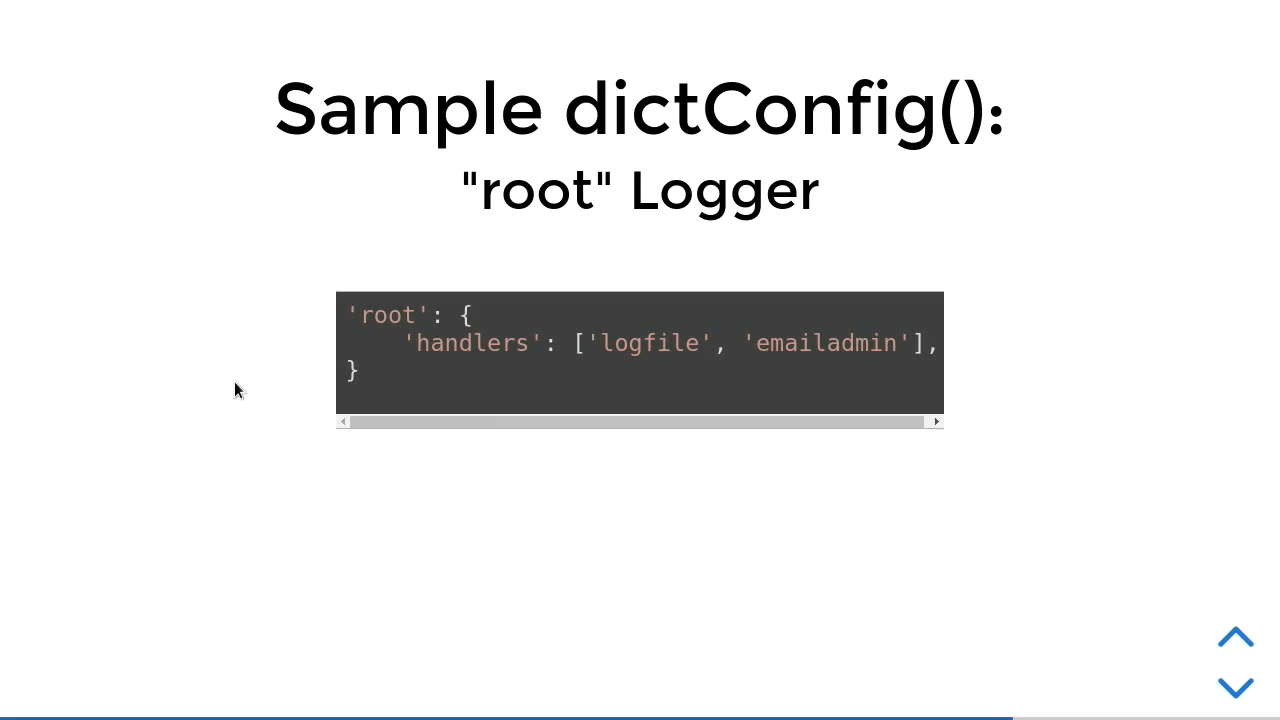 Sample dictConfig():
"root" Logger
'root': {
    'handlers': ['logfile', 'emailadmin'],
}